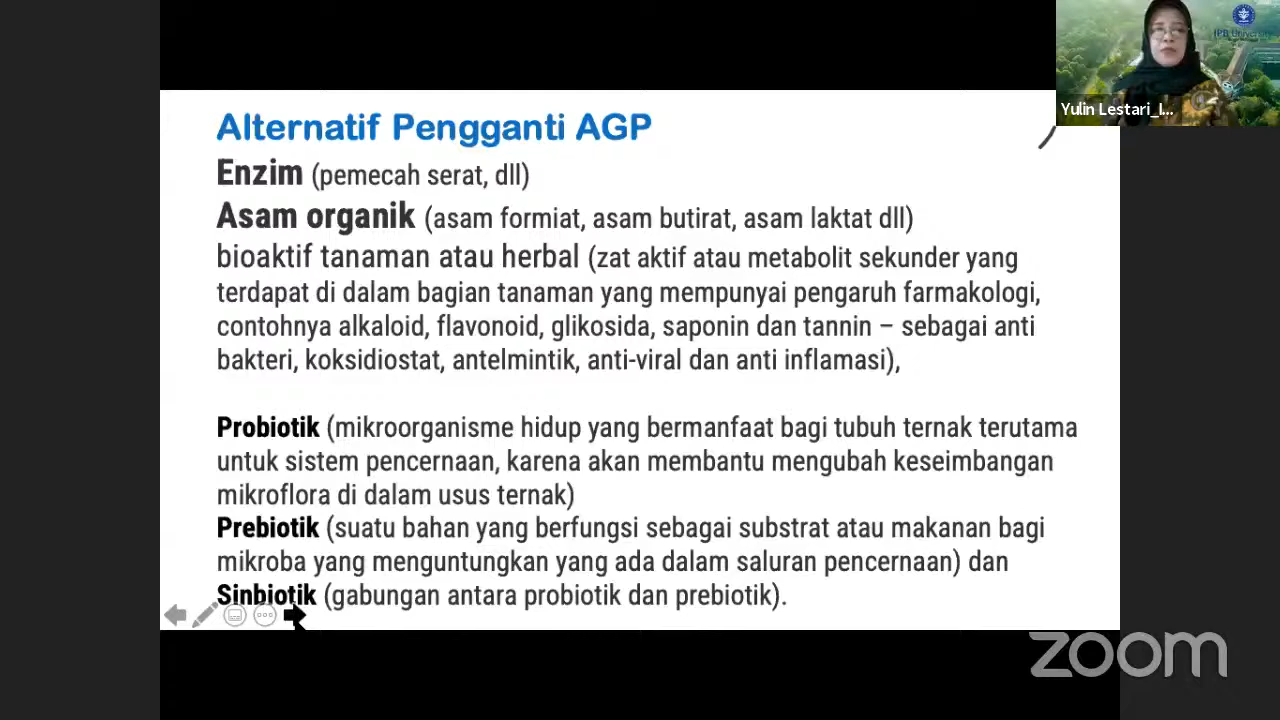 Alternatif Pengganti AGP
Enzim (pemecah serat, dll)
Asam organik (asam formiat, asam butirat, asam laktat dll)
bioaktif tanaman atau herbal (zat aktif atau metabolit sekunder yang
terdapat di dalam bagian tanaman yang mempunyai pengaruh farmakologi,
contohnya alkaloid, flavonoid, glikosida, saponin dan tannin – sebagai anti
bakteri, koksidiostat, antelmintik, anti-viral dan anti inflamasi),
Probiotik (mikroorganisme hidup yang bermanfaat bagi tubuh ternak terutama
untuk sistem pencernaan, karena akan membantu mengubah keseimbangan
mikroflora di dalam usus ternak)
Prebiotik (suatu bahan yang berfungsi sebagai substrat atau makanan bagi
mikroba yang menguntungkan yang ada dalam saluran pencernaan) dan
Sinbiotik (gabungan antara probiotik dan prebiotik).
IPB University
Yulin Lestari_I...
zoom